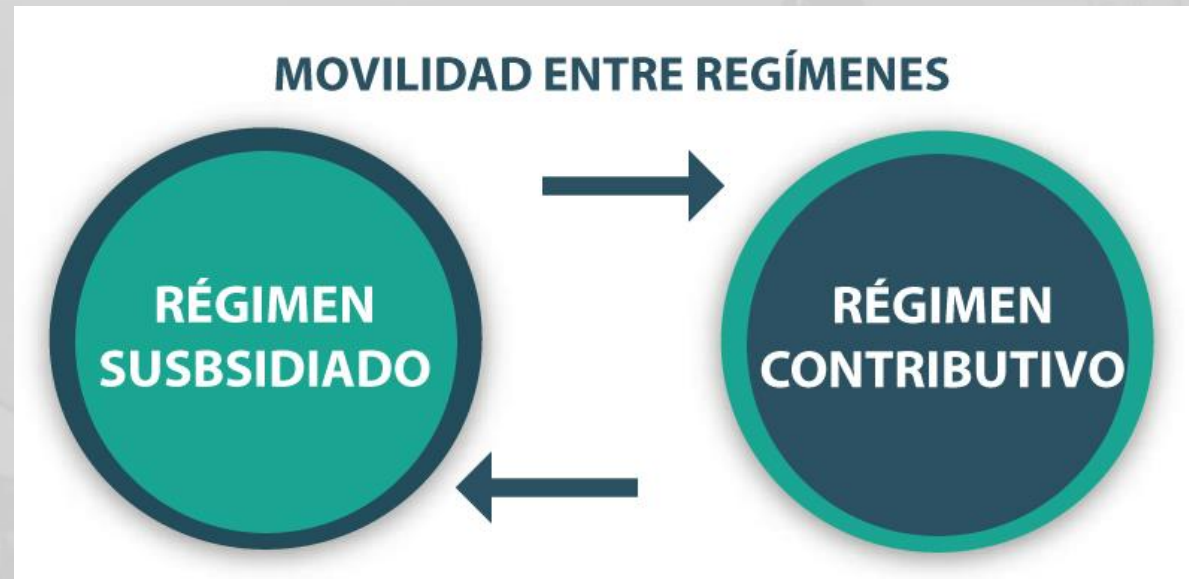 MOVILIDAD ENTRE REGÍMENES
RÉGIMEN
SUSBSIDIADO
RÉGIMEN
CONTRIBUTIVO